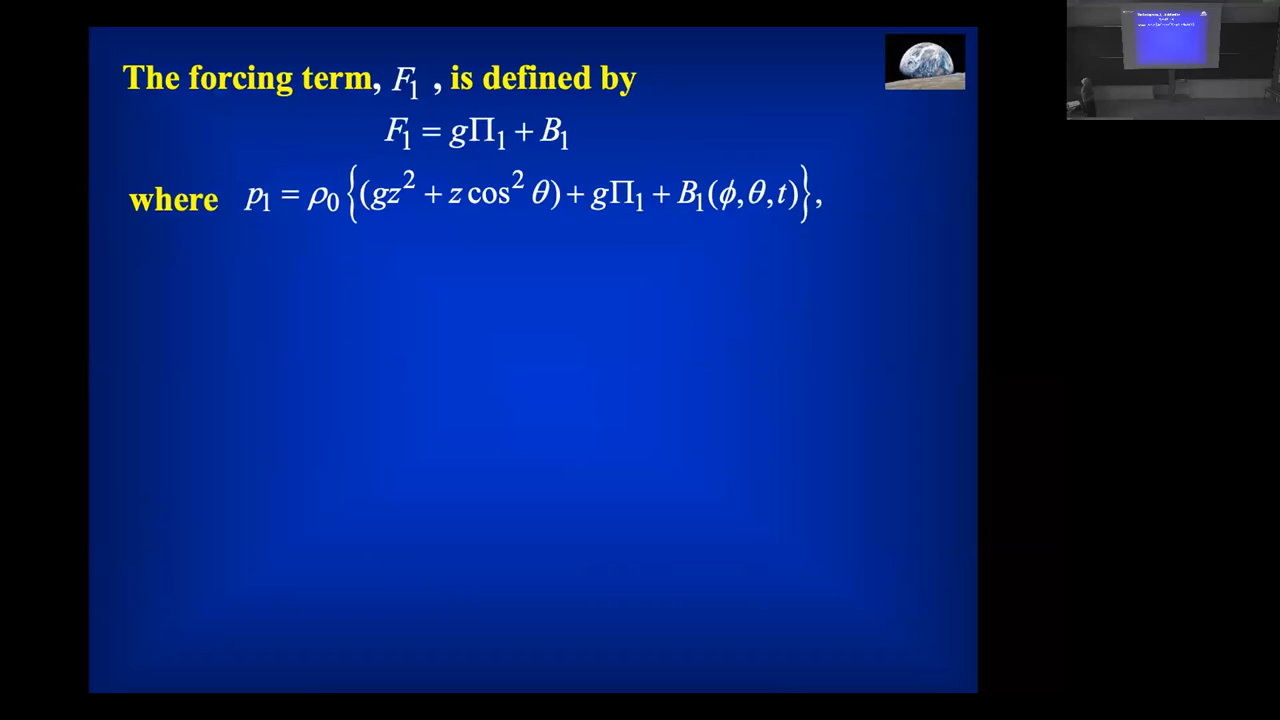 The forcing term, F₁ , is defined by
F₁ = gΠ₁ + B₁
where p₁ = ρ₀ {(gz² + z cos² θ) + gΠ₁ + B₁(ϕ,θ,t)} ,